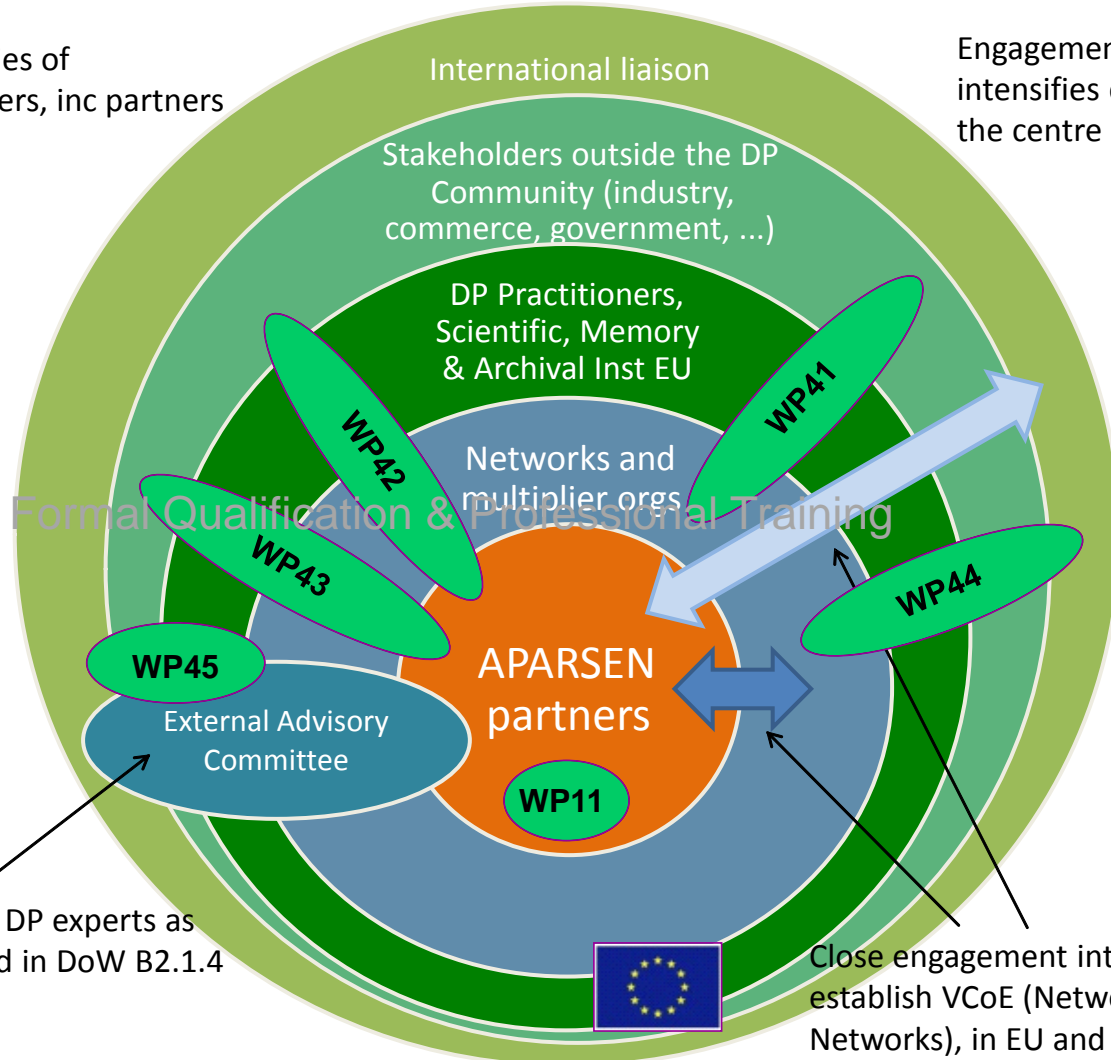 International liaison
es of
ers, inc partners
Engagemen
intensifies
the centre
Stakeholders outside the DP
Community (industry,
commerce, government, ...)
DP Practitioners,
Scientific, Memory
& Archival Inst EU
WP41
WP42
Networks and
multiplier orgs
Formal Qualification & Professional Training
WP43
WP44
WP45
APARSEN
partners
External Advisory
Committee
WP11
DP experts as
d in DoW B2.1.4
Close engagement int
establish VCoE (Netwo
Networks), in EU and